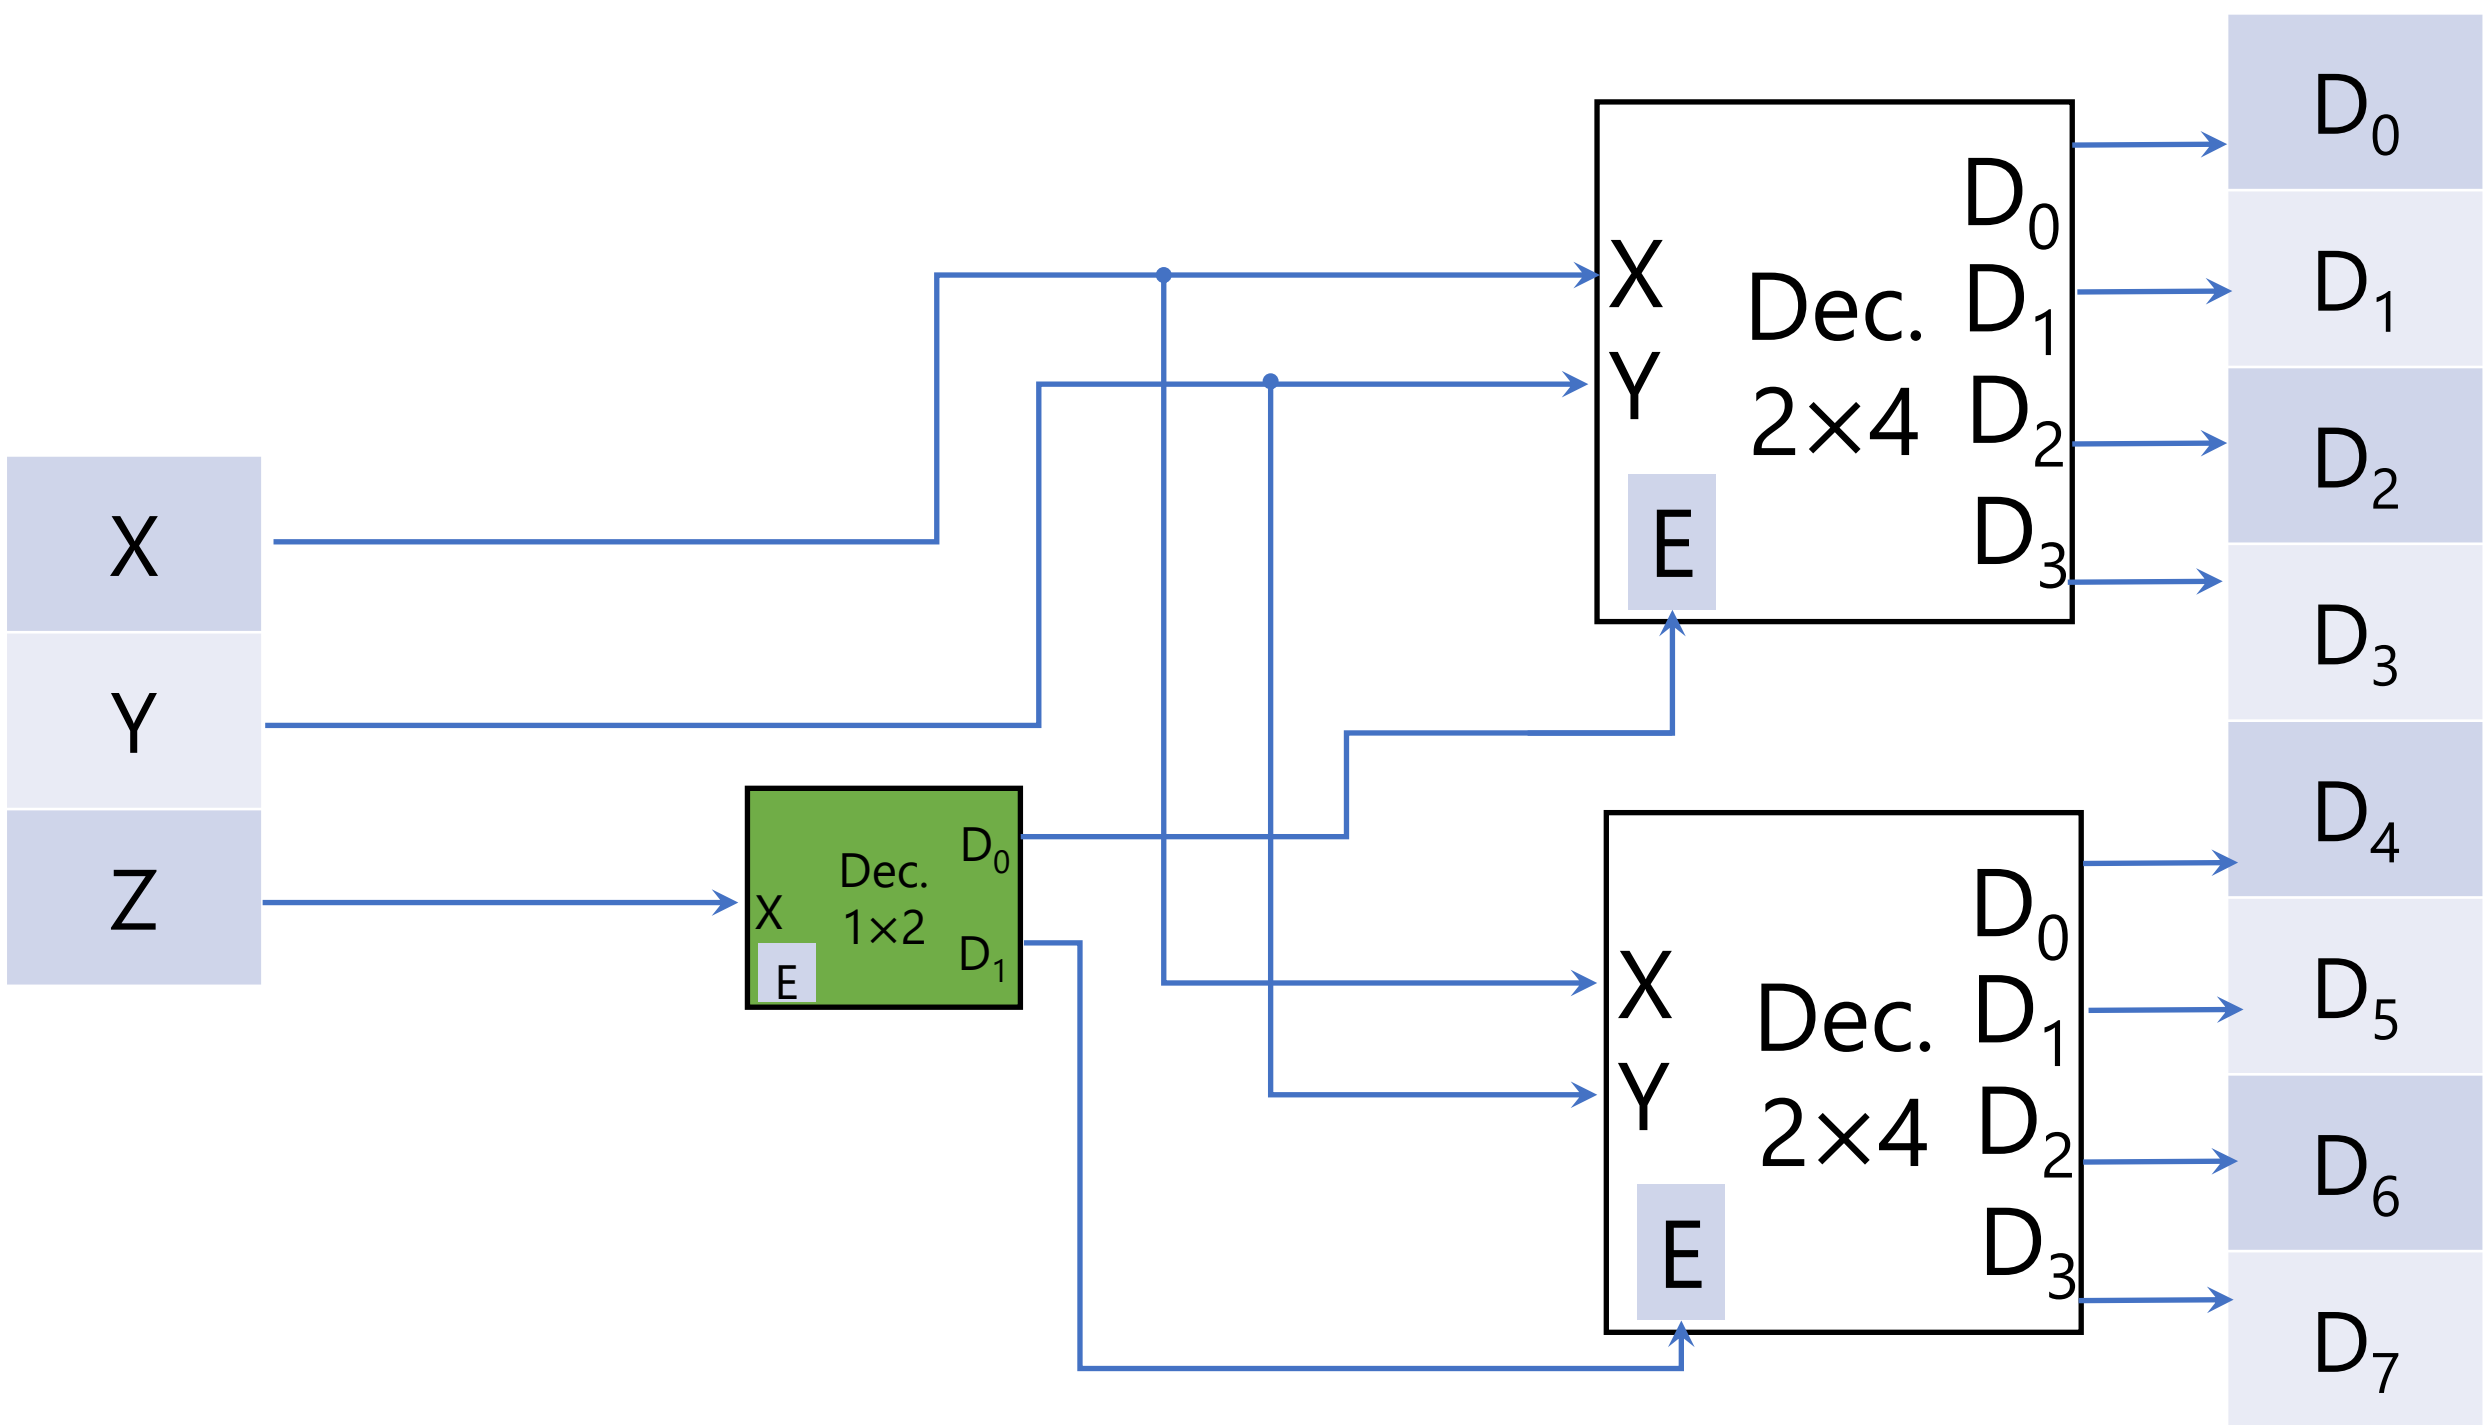 X
Y
Z
Dec.
1×2
X
E
D₀
D₁
X
Y
E
Dec.
2×4
D₀
D₁
D₂
D₃
X
Y
E
Dec.
2×4
D₀
D₁
D₂
D₃
D₀
D₁
D₂
D₃
D₄
D₅
D₆
D₇